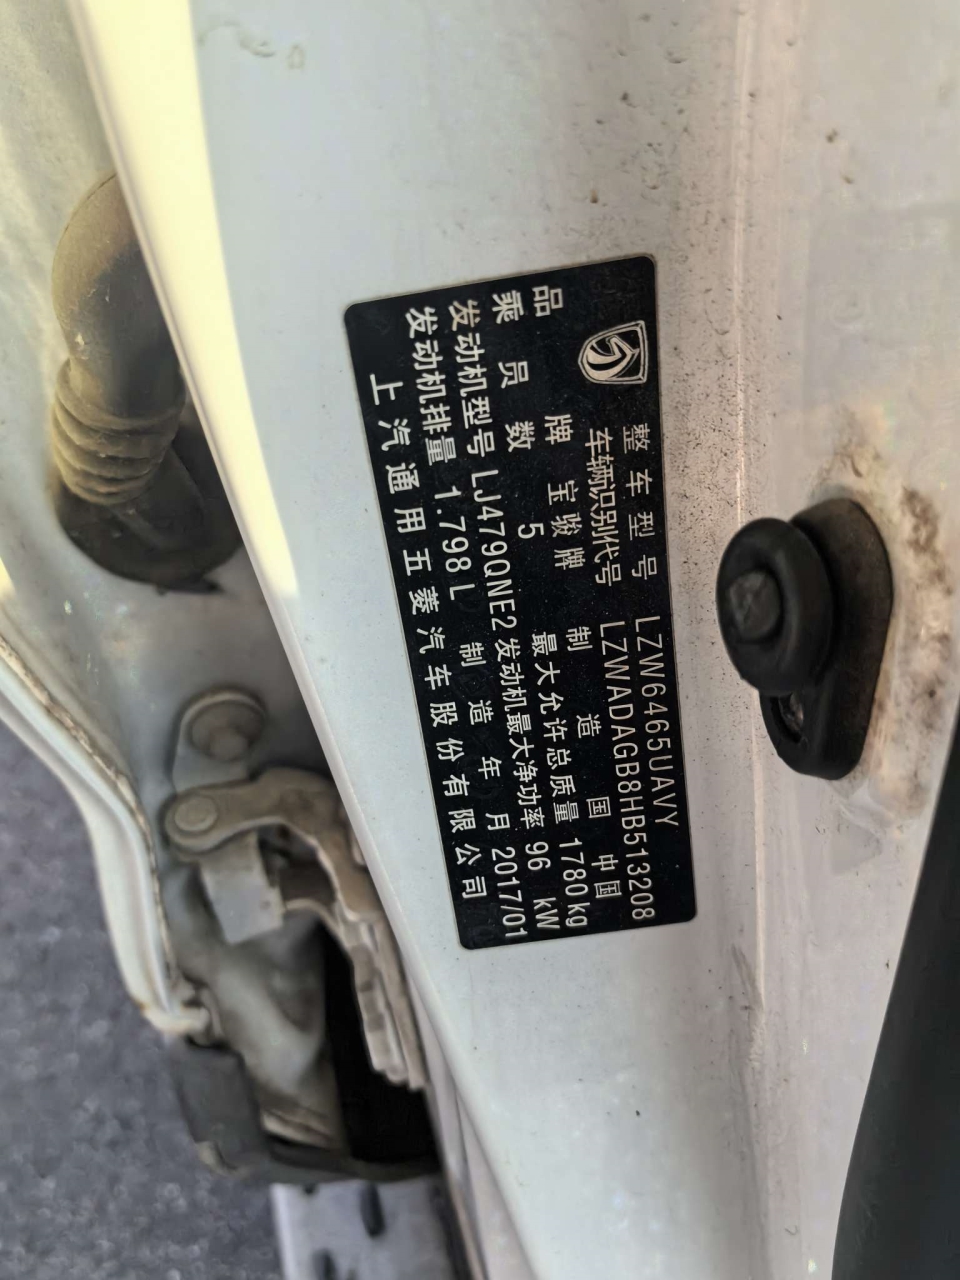 整车型号 LZW6465UAVY
车辆识别代号 LZWADAGB8HB513208
品牌 宝骏牌 制造国 中国
乘员数 5 最大允许总质量 1780kg
发动机型号 LJ479QNE2 发动机最大净功率 96 kW
发动机排量 1.798L 制造年月 2017/01
上汽通用五菱汽车股份有限公司